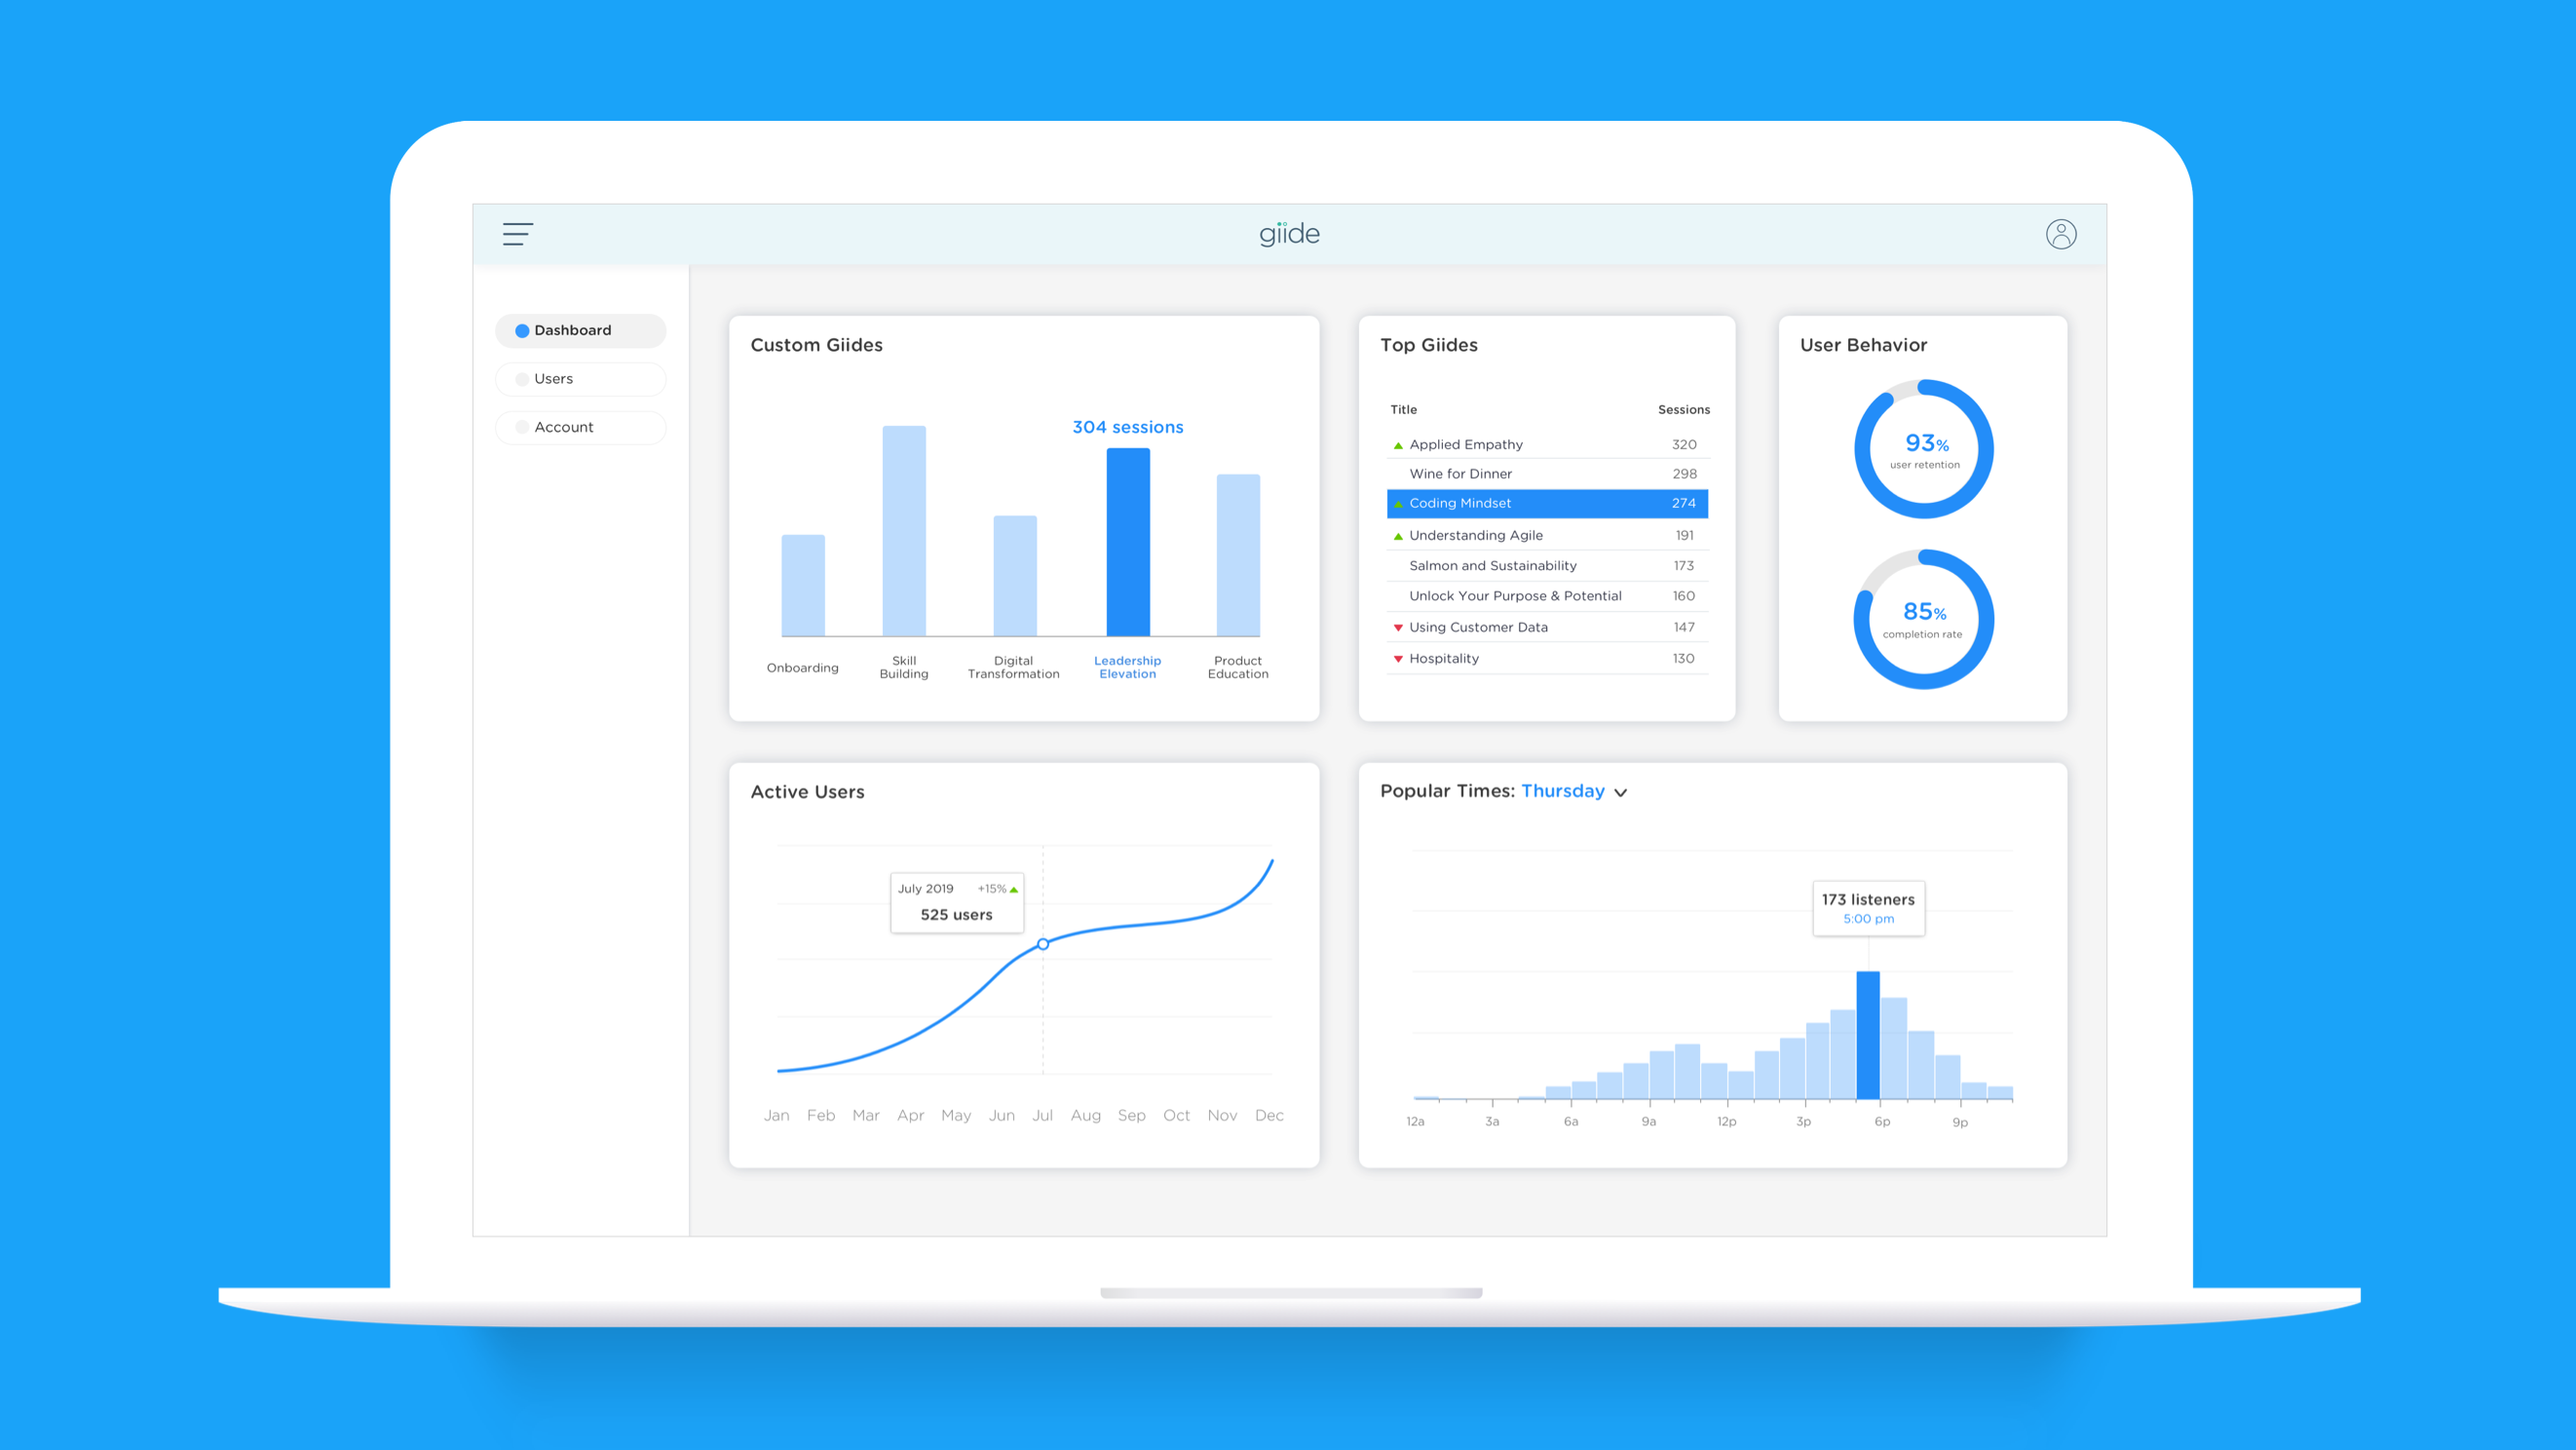 giide
Dashboard
Users
Account
Custom Giides
304 sessions
Onboarding
Skill
Building
Digital
Transformation
Leadership
Elevation
Product
Education
Top Giides
Title Sessions
Applied Empathy 320
Wine for Dinner 298
Coding Mindset 274
Understanding Agile 191
Salmon and Sustainability 173
Unlock Your Purpose & Potential 160
Using Customer Data 147
Hospitality 130
User Behavior
93%
user retention
85%
completion rate
Active Users
July 2019 +15%
525 users
Jan Feb Mar Apr May Jun Jul Aug Sep Oct Nov Dec
Popular Times: Thursday
173 listeners
5:00 pm
12a 3a 6a 9a 12p 3p 6p 9p